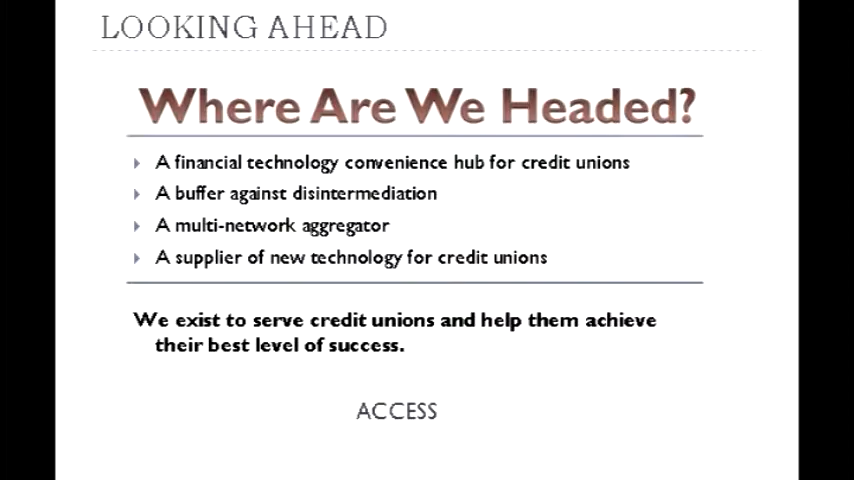 LOOKING AHEAD
Where Are We Headed?
A financial technology convenience hub for credit unions
A buffer against disintermediation
A multi-network aggregator
A supplier of new technology for credit unions
We exist to serve credit unions and help them achieve
their best level of success.
ACCESS